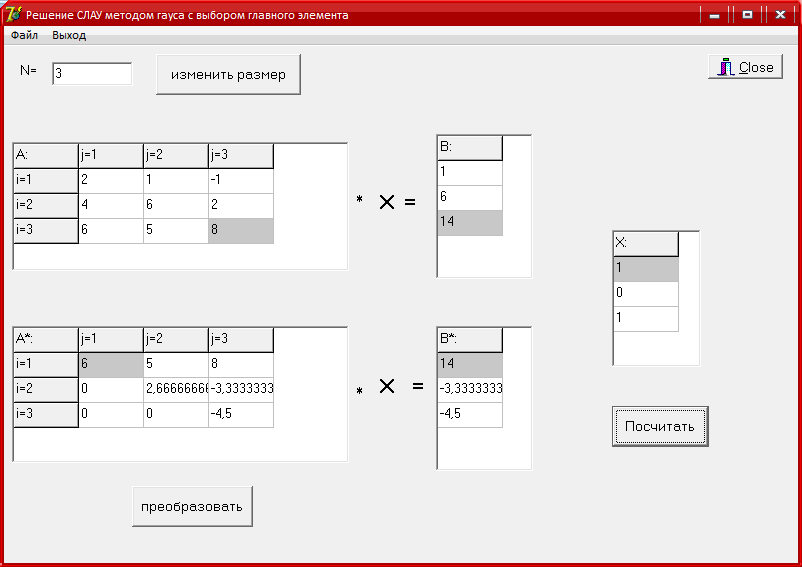 Решение СЛАУ методом гауса с выбором главного элемента
Файл Выход
N= 3 изменить размер Close
A: j=1 j=2 j=3
i=1 2 1 -1
i=2 4 6 2
i=3 6 5 8
* X =
B:
1
6
14
X:
1
0
1
A*: j=1 j=2 j=3
i=1 6 5 8
i=2 0 2,66666666 -3,3333333
i=3 0 0 -4,5
* X =
B*:
14
-3,3333333
-4,5
Посчитать
преобразовать